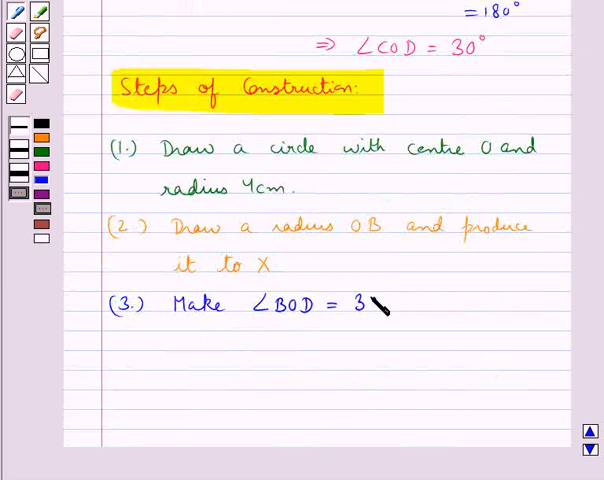 = 180°
⇒ ∠COD = 30°
Steps of Construction:
(1.) Draw a circle with centre O and
radius 4cm.
(2.) Draw a radius OB and produce
it to X
(3.) Make ∠BOD = 3